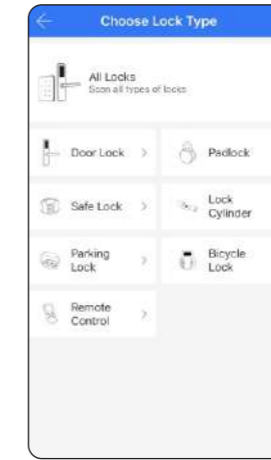 Choose Lock Type
All Locks
Scan all types of locks
Door Lock
Padlock
Safe Lock
Lock
Cylinder
Parking
Lock
Bicycle
Lock
Remote
Control